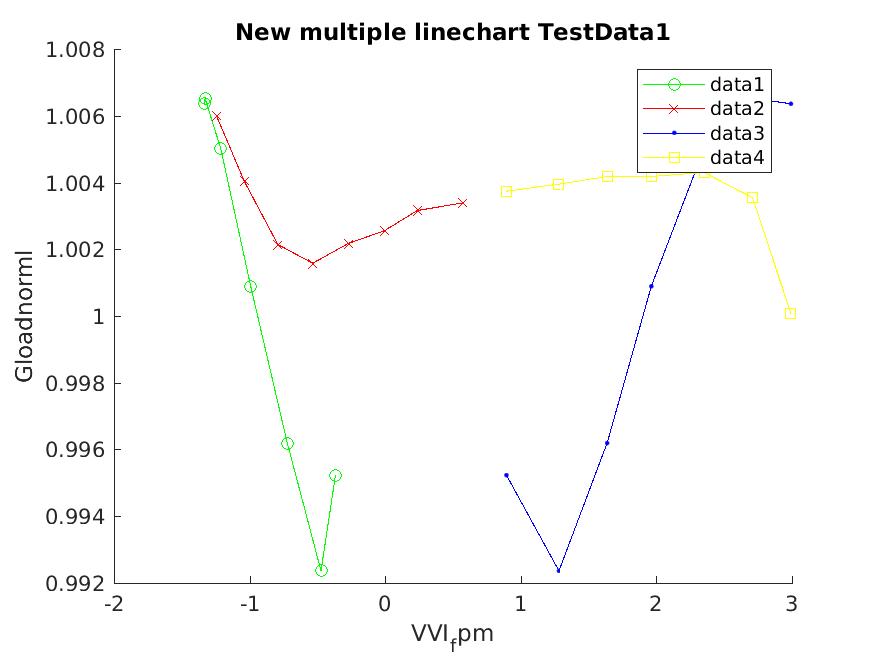 New multiple linechart TestData1
1.008
1.006
1.004
1.002
1
0.998
0.996
0.994
0.992
Gloadnorml
data1
data2
data3
data4
-2 -1 0 1 2 3
VVI_fpm